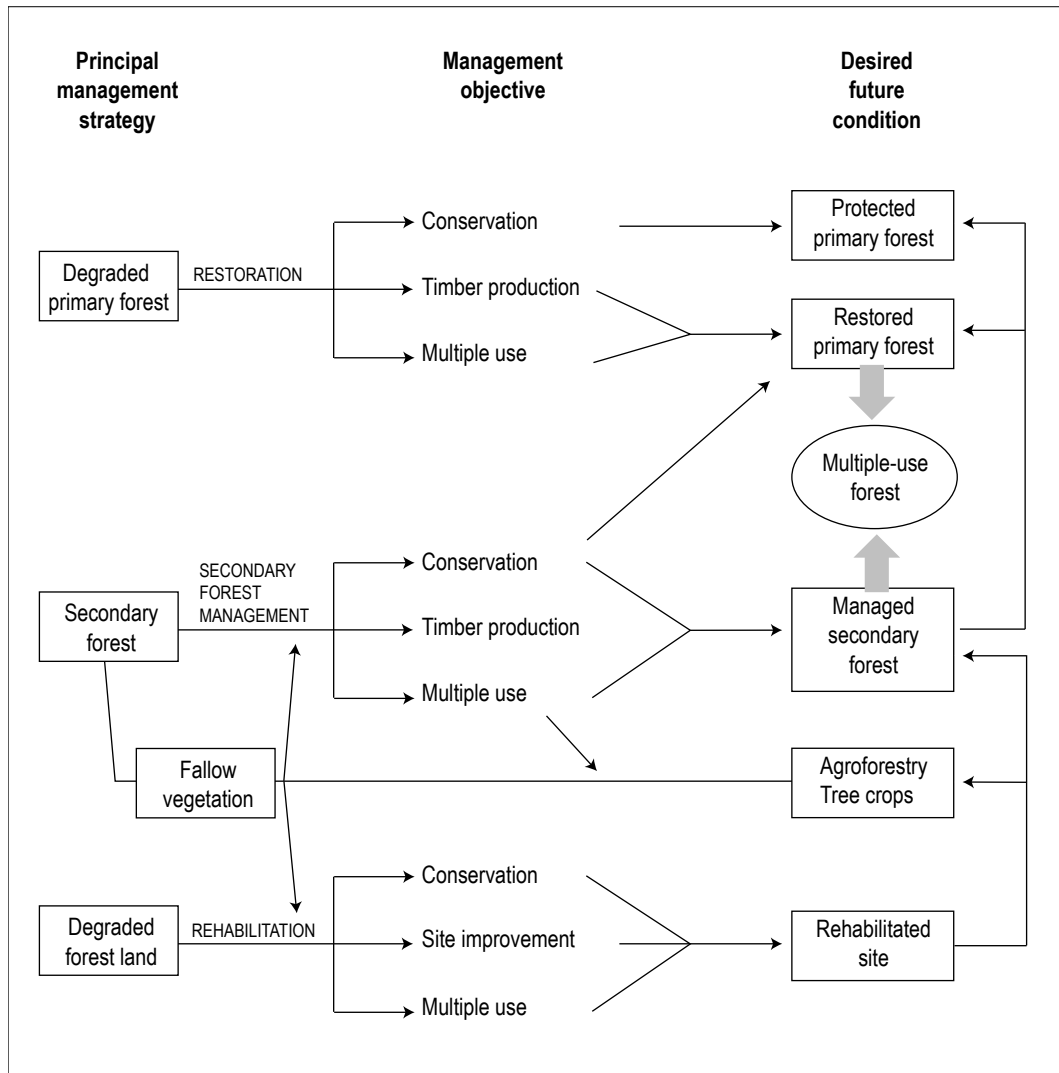 Principal
management
strategy
Management
objective
Desired
future
condition
Degraded
primary forest
RESTORATION
Conservation
Timber production
Multiple use
Protected
primary forest
Restored
primary forest
Multiple-use
forest
Secondary
forest
SECONDARY
FOREST
MANAGEMENT
Conservation
Timber production
Multiple use
Managed
secondary
forest
Fallow
vegetation
Agroforestry
Tree crops
Degraded
forest land
REHABILITATION
Conservation
Site improvement
Multiple use
Rehabilitated
site